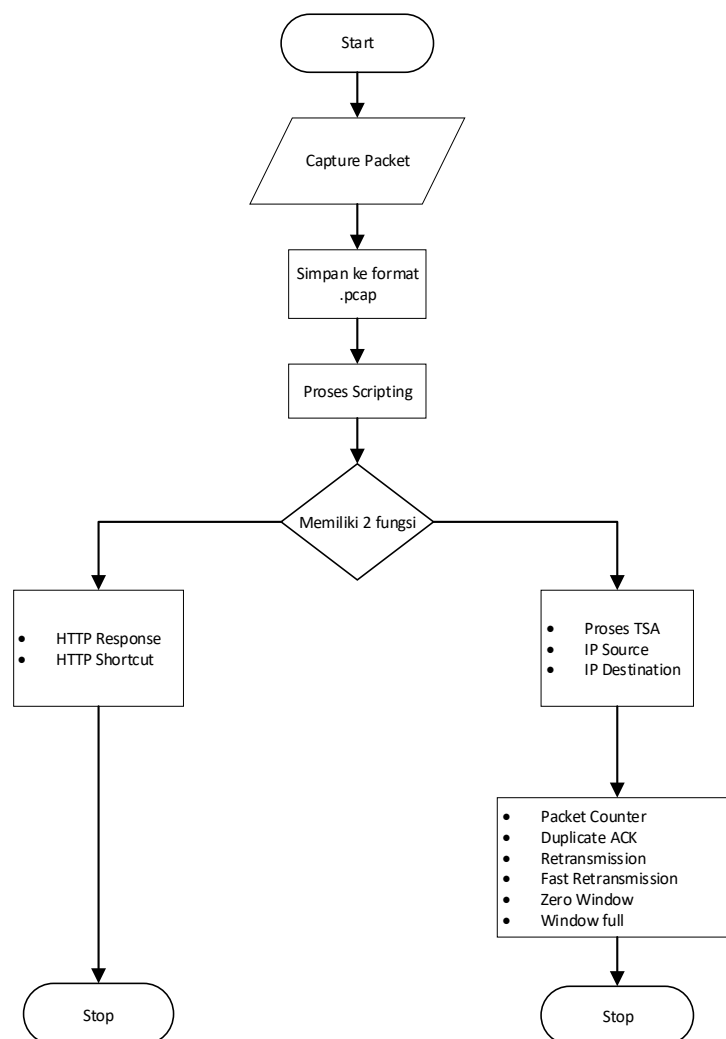 Start
Capture Packet
Simpan ke format
.pcap
Proses Scripting
Memiliki 2 fungsi
• HTTP Response
• HTTP Shortcut
• Proses TSA
• IP Source
• IP Destination
• Packet Counter
• Duplicate ACK
• Retransmission
• Fast Retransmission
• Zero Window
• Window full
Stop
Stop